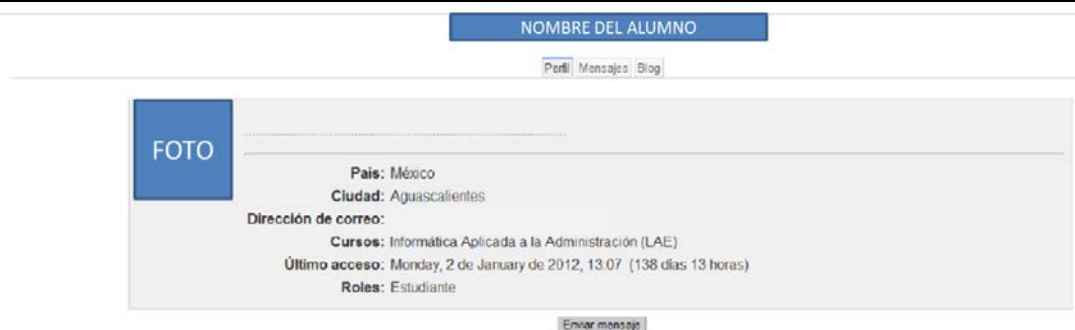 NOMBRE DEL ALUMNO
Perfil Mensajes Blog
FOTO
País: México
Ciudad: Aguascalientes
Dirección de correo:
Cursos: Informática Aplicada a la Administración (LAE)
Último acceso: Monday, 2 de January de 2012, 13:07 (138 días 13 horas)
Roles: Estudiante
Enviar mensaje